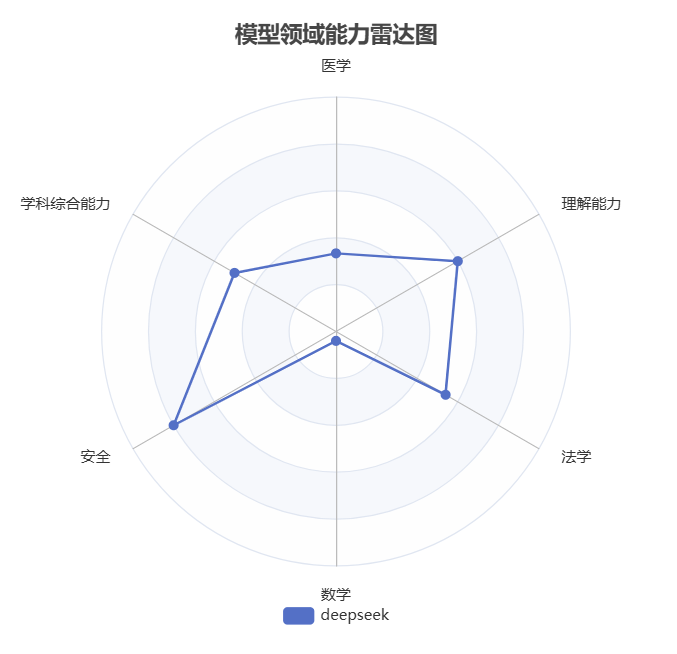 模型领域能力雷达图
医学
学科综合能力
理解能力
安全
法学
数学
deepseek